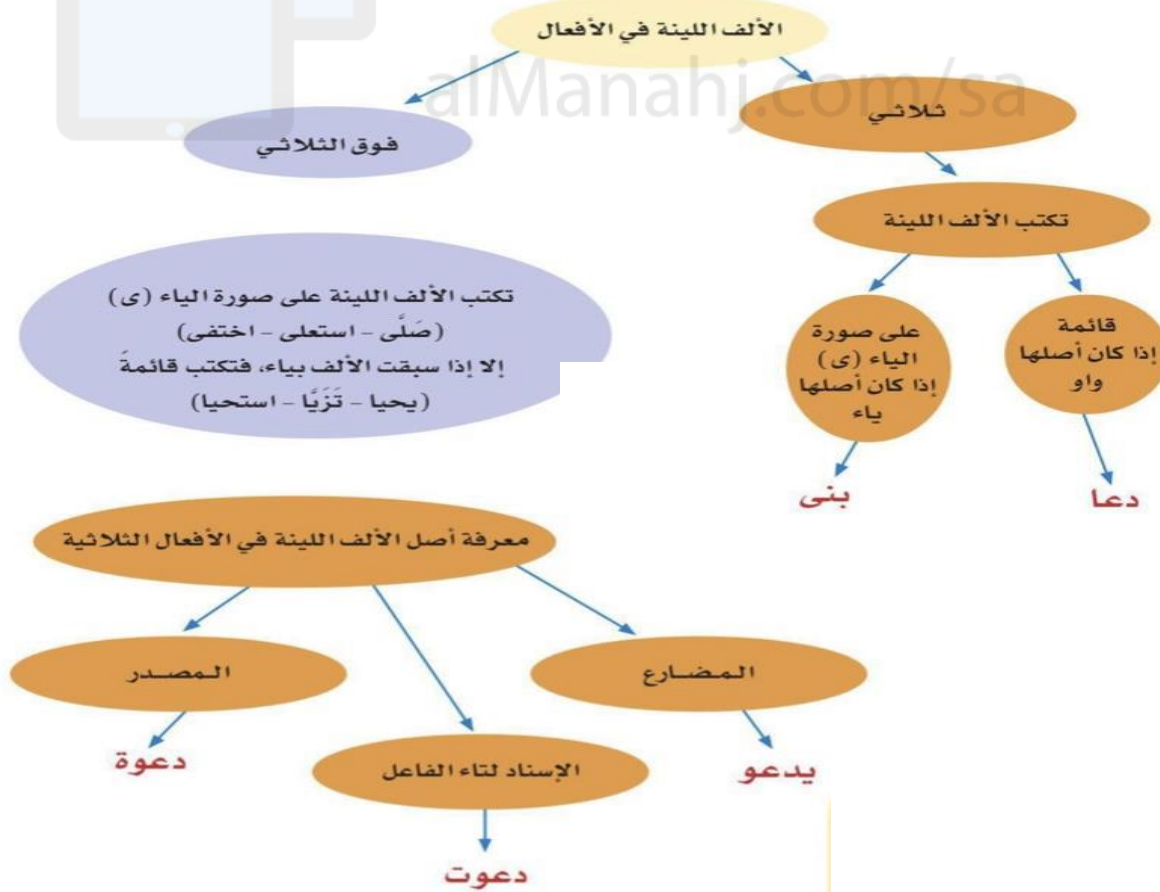 الألف اللينة في الأفعال
alManahj.com/sa
ثلاثي
فوق الثلاثي
تكتب الألف اللينة
قائمة
إذا كان أصلها
واو
على صورة
الياء (ى)
إذا كان أصلها
ياء
دعا
بنى
تكتب الألف اللينة على صورة الياء (ى)
(صَلَّى - استعلى - اختفى)
إلا إذا سبقت الألف بياء، فتكتب قائمةً
(يحيا - تَزَيَّا - استحيا)
معرفة أصل الألف اللينة في الأفعال الثلاثية
المضارع
الإسناد لتاء الفاعل
المصدر
يدعو
دعوت
دعوة